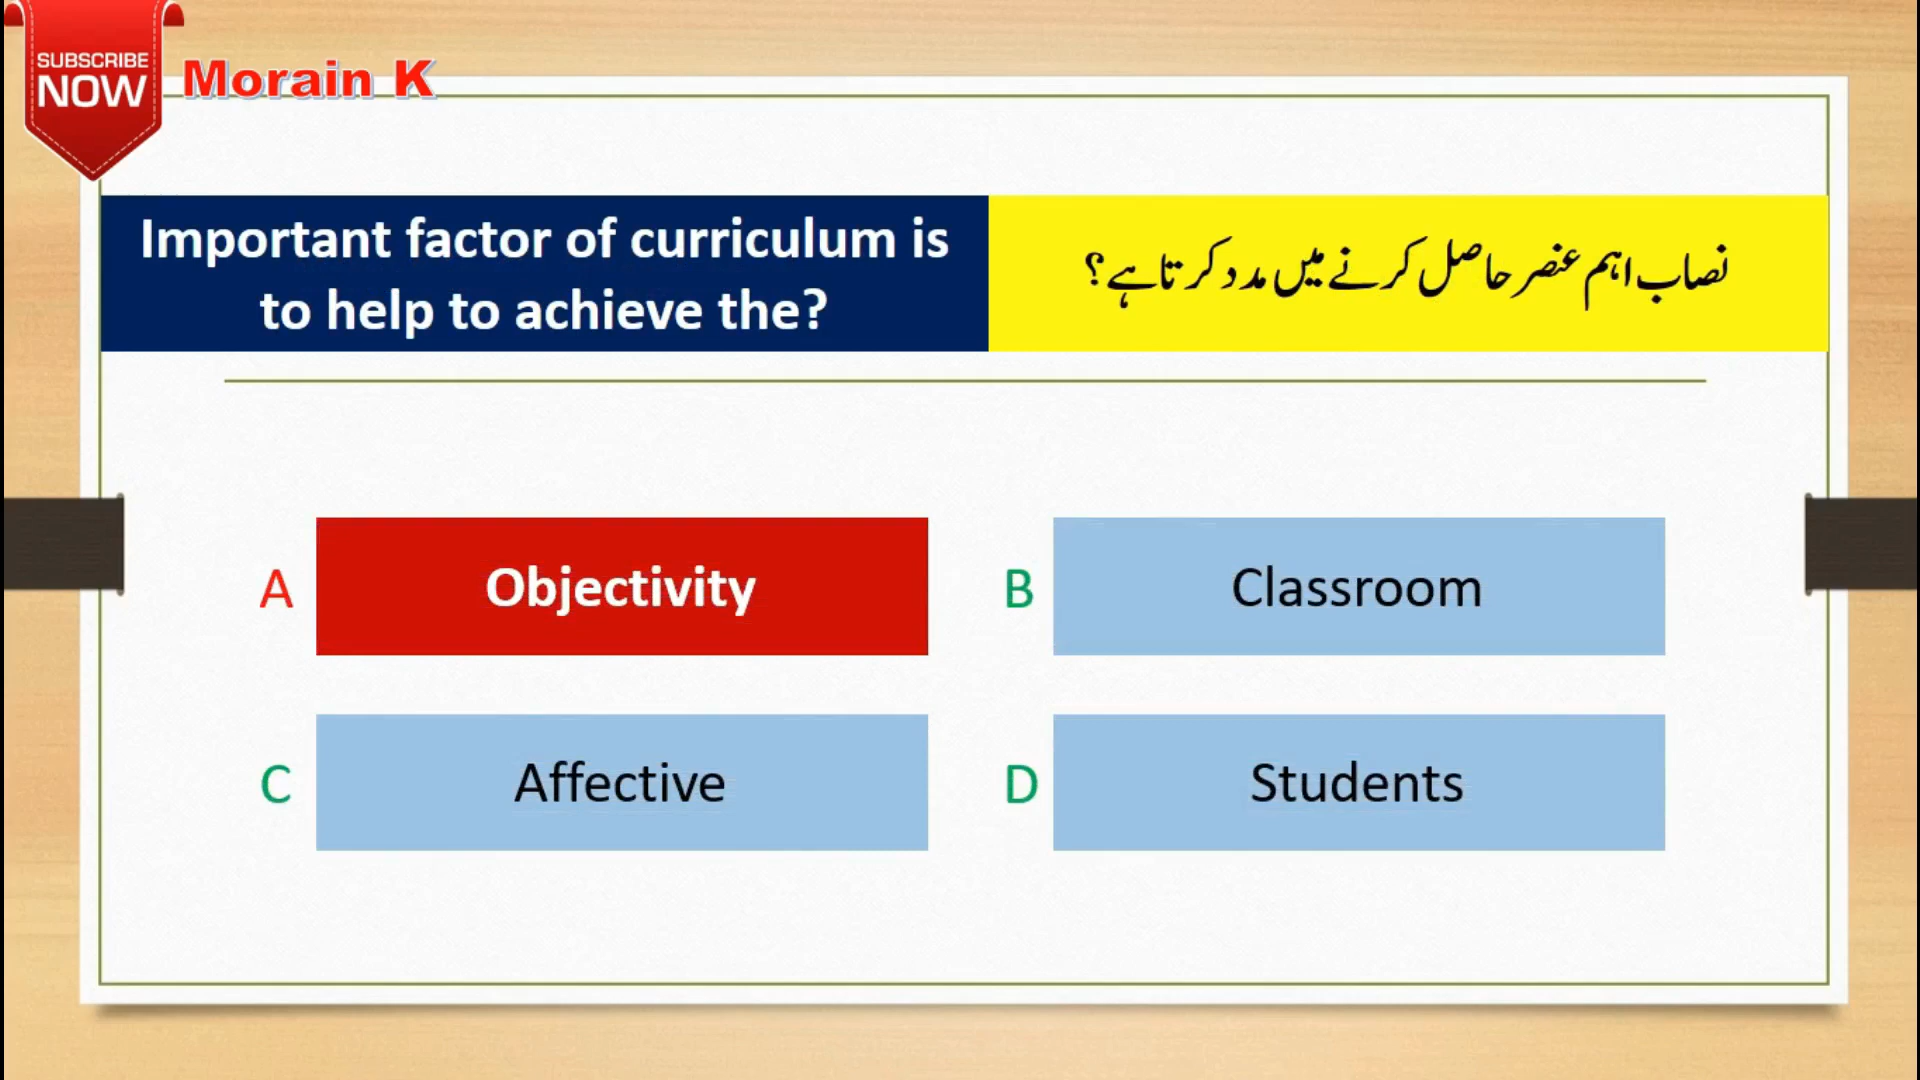 SUBSCRIBE
NOW
Morain K
Important factor of curriculum is
to help to achieve the?
نصاب اہم عنصر حاصل کرنے میں مدد کرتا ہے؟
A
Objectivity
B
Classroom
C
Affective
D
Students